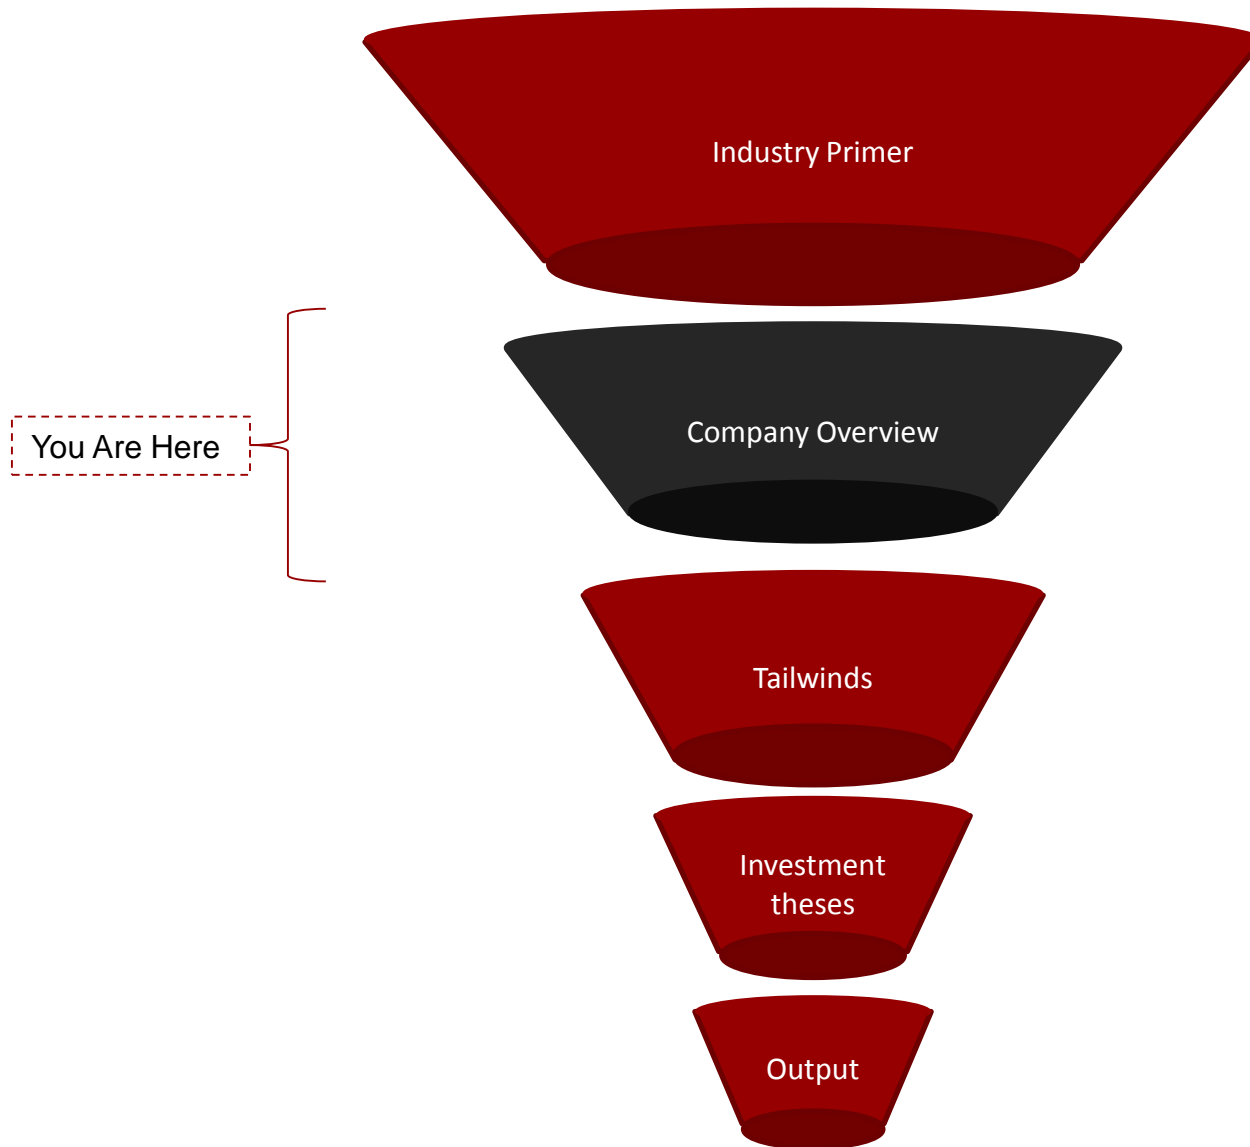 Industry Primer
You Are Here
Company Overview
Tailwinds
Investment
theses
Output